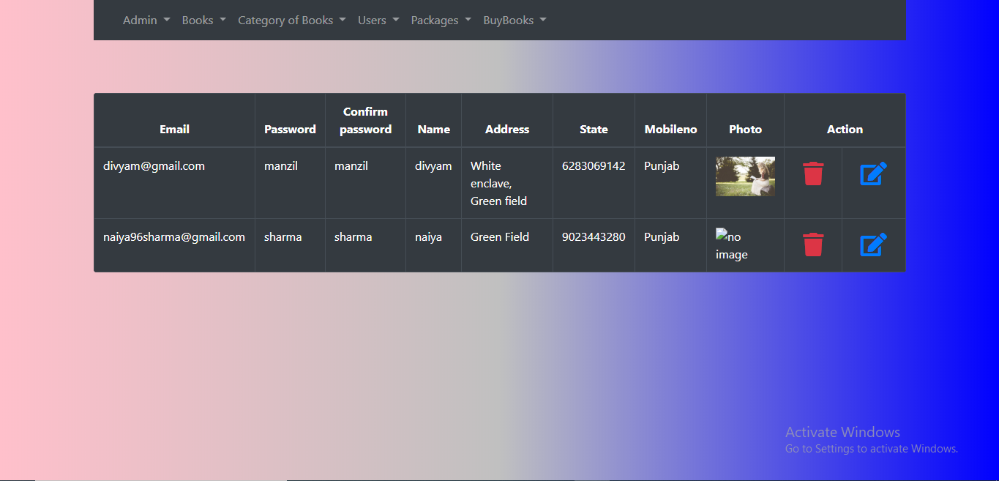 Admin Books Category of Books Users Packages BuyBooks
Email Password Confirm password Name Address State Mobileno Photo Action
divyam@gmail.com manzil manzil divyam White enclave, Green field 6283069142 Punjab
naiya96sharma@gmail.com sharma sharma naiya Green Field 9023443280 Punjab no image
Activate Windows
Go to Settings to activate Windows.